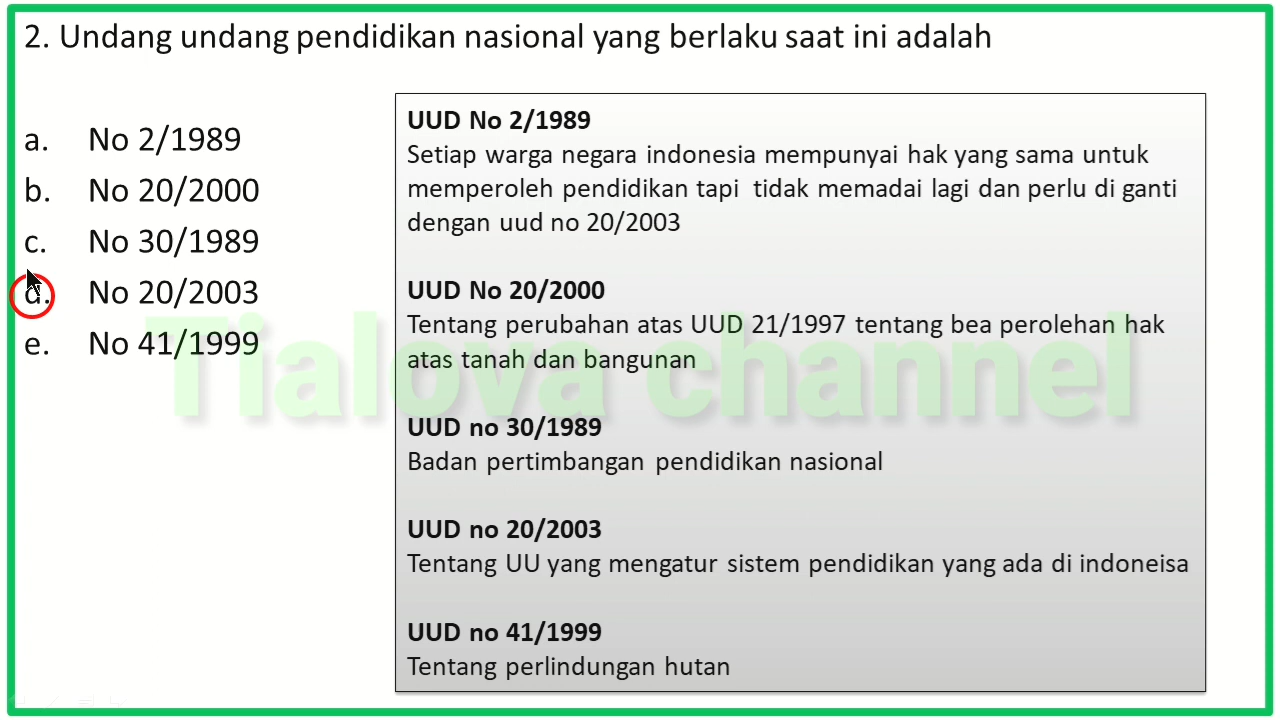 2. Undang undang pendidikan nasional yang berlaku saat ini adalah
a. No 2/1989
b. No 20/2000
c. No 30/1989
d. No 20/2003
e. No 41/1999
UUD No 2/1989
Setiap warga negara indonesia mempunyai hak yang sama untuk
memperoleh pendidikan tapi tidak memadai lagi dan perlu di ganti
dengan uud no 20/2003
UUD No 20/2000
Tentang perubahan atas UUD 21/1997 tentang bea perolehan hak
atas tanah dan bangunan
UUD no 30/1989
Badan pertimbangan pendidikan nasional
UUD no 20/2003
Tentang UU yang mengatur sistem pendidikan yang ada di indoneisa
UUD no 41/1999
Tentang perlindungan hutan
Tialova channel